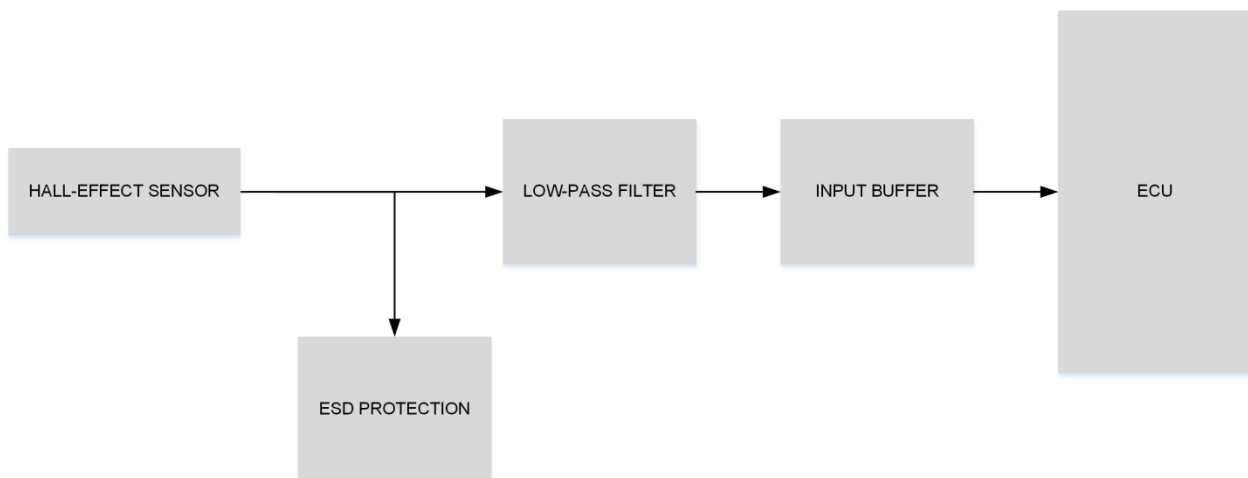 HALL-EFFECT SENSOR
LOW-PASS FILTER
INPUT BUFFER
ECU
ESD PROTECTION